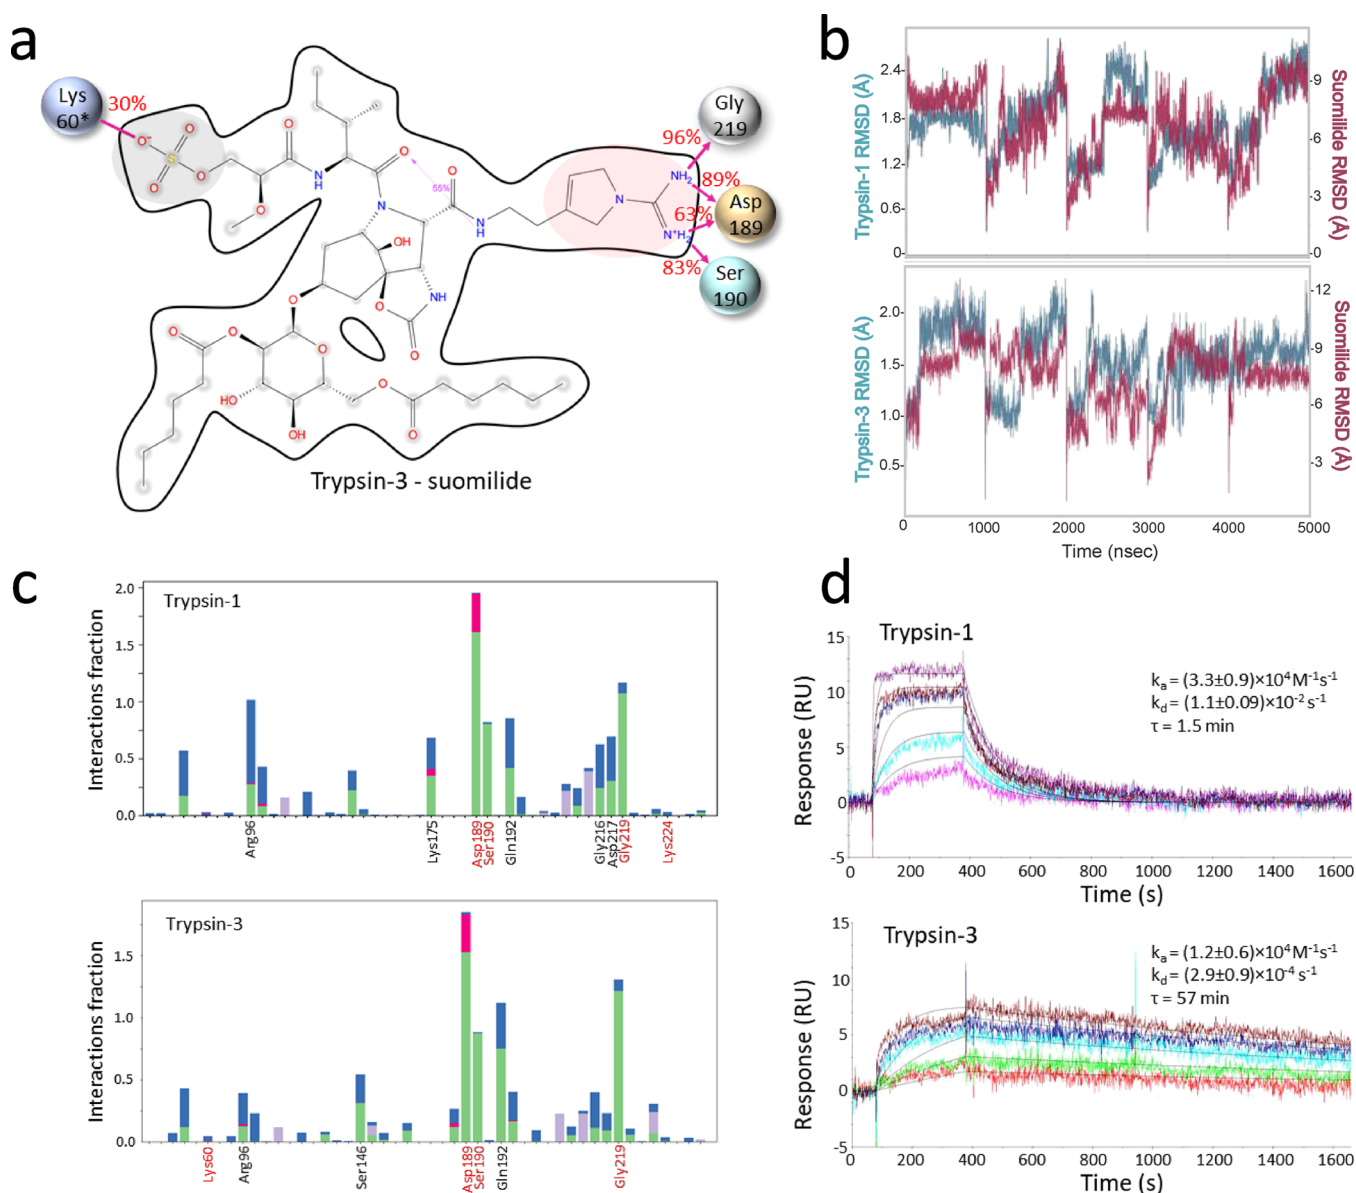 a
Lys
60*
30%
O⁻
O
S
O
O
O
O
N
H
O
N
55%
O
N
H
N
NH₂
N⁺H₂
96%
89%
63%
83%
Gly
219
Asp
189
Ser
190
OH
O
O
NH
O
O
O
O
HO
OH
O
O
Trypsin-3 - suomilide
b
Trypsin-1 RMSD (Å)
2.4
1.8
1.2
0.6
0
Suomilide RMSD (Å)
9
6
3
0
Trypsin-3 RMSD (Å)
2.0
1.5
1.0
0.5
Suomilide RMSD (Å)
12
9
6
3
0 1000 2000 3000 4000 5000
Time (nsec)
c
Interactions fraction
2.0
1.5
1.0
0.5
0.0
Trypsin-1
Arg96 Lys175 Asp189 Ser190 Gln192 Gly216 Asp217 Gly219 Lys224
Interactions fraction
1.5
1.0
0.5
0.0
Trypsin-3
Lys60 Arg96 Ser146 Asp189 Ser190 Gln192 Gly219
d
Trypsin-1
Response (RU)
15
10
5
0
-5
kₐ = (3.3±0.9)×10⁴ M⁻¹s⁻¹
k_d = (1.1±0.09)×10⁻² s⁻¹
τ = 1.5 min
0 200 400 600 800 1000 1200 1400 1600
Time (s)
Trypsin-3
Response (RU)
15
10
5
0
-5
kₐ = (1.2±0.6)×10⁴ M⁻¹s⁻¹
k_d = (2.9±0.9)×10⁻⁴ s⁻¹
τ = 57 min
0 200 400 600 800 1000 1200 1400 1600
Time (s)